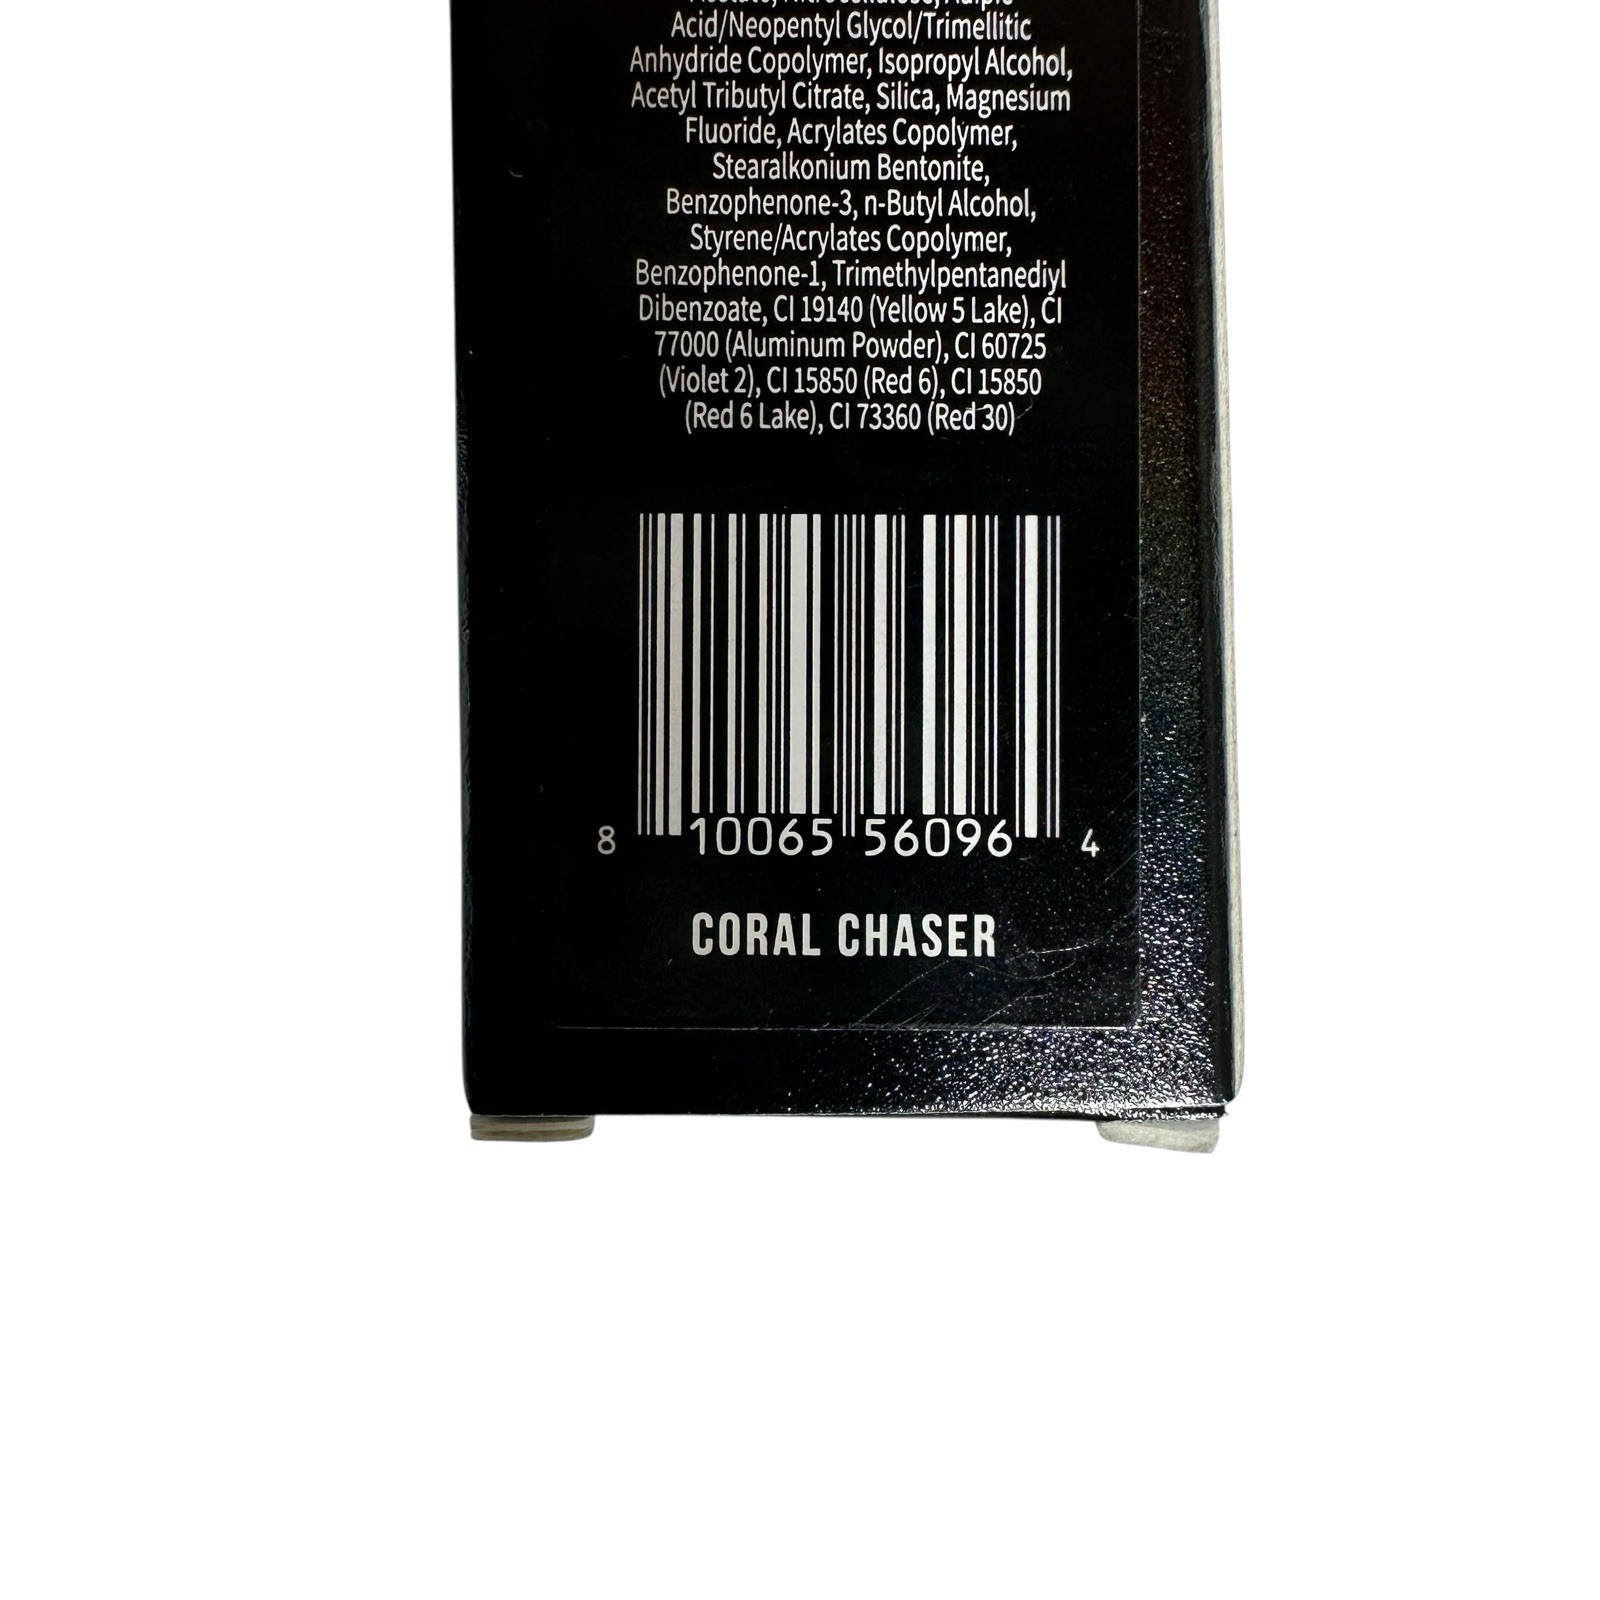 Acetate, Nitrocellulose, Adipic
Acid/Neopentyl Glycol/Trimellitic
Anhydride Copolymer, Isopropyl Alcohol,
Acetyl Tributyl Citrate, Silica, Magnesium
Fluoride, Acrylates Copolymer,
Stearalkonium Bentonite,
Benzophenone-3, n-Butyl Alcohol,
Styrene/Acrylates Copolymer,
Benzophenone-1, Trimethylpentanediyl
Dibenzoate, CI 19140 (Yellow 5 Lake), CI
77000 (Aluminum Powder), CI 60725
(Violet 2), CI 15850 (Red 6), CI 15850
(Red 6 Lake), CI 73360 (Red 30)
8 10065 56096 4
CORAL CHASER